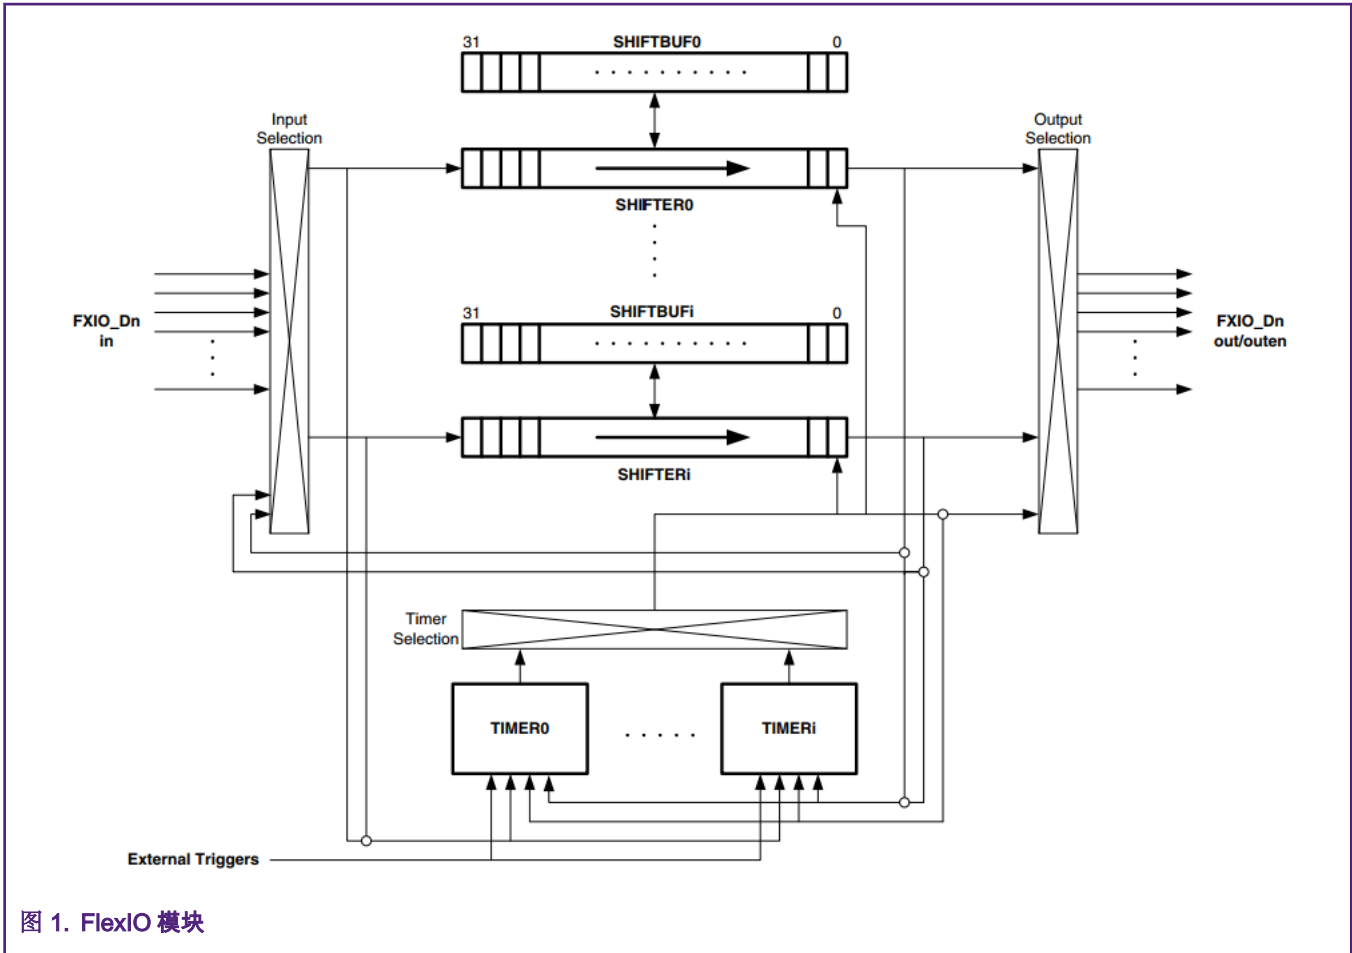 31 SHIFTBUF0 0
Input
Selection
Output
Selection
SHIFTER0
31 SHIFTBUFi 0
FXIO_Dn
in
FXIO_Dn
out/outen
SHIFTERi
Timer
Selection
TIMER0
TIMERi
External Triggers
图 1. FlexIO 模块